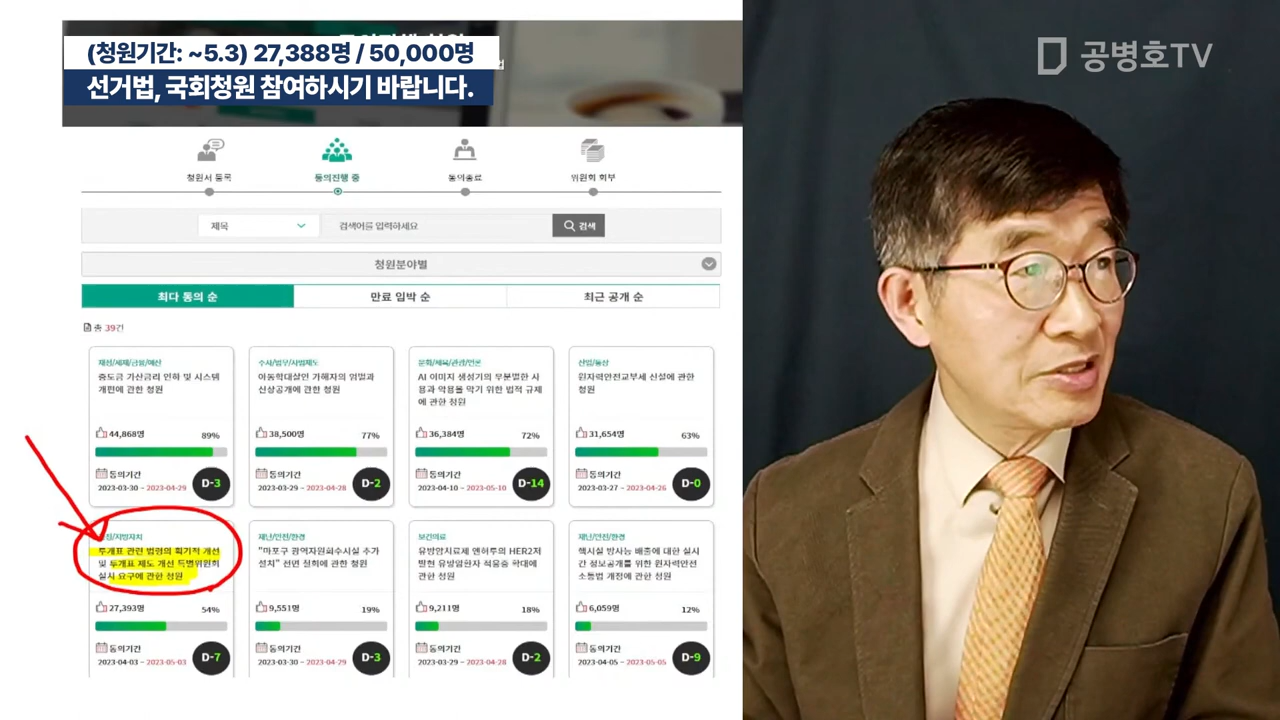 (청원기간: ~5.3) 27,388명 / 50,000명
선거법, 국회청원 참여하시기 바랍니다.
공병호TV
청원서 등록
동의진행 중
동의종료
위원회 회부
제목
검색어를 입력하세요
검색
청원분야별
최다 동의 순
만료 임박 순
최근 공개 순
총 39건
재정/세제/금융/예산
중도금 가산금리 인하 및 시스템
개편에 관한 청원
44,868명
89%
동의기간
2023-03-30 ~ 2023-04-29
D-3
수사/법무/사법제도
아동학대살인 가해자의 엄벌과
신상공개에 관한 청원
38,500명
77%
동의기간
2023-03-29 ~ 2023-04-28
D-2
문화/체육/관광/언론
AI 이미지 생성기의 무분별한 사
용과 악용을 막기 위한 법적 규제
에 관한 청원
36,384명
72%
동의기간
2023-04-10 ~ 2023-05-10
D-14
산업/통상
원자력안전교부세 신설에 관한
청원
31,654명
63%
동의기간
2023-03-27 ~ 2023-04-26
D-0
정/지방자치
투개표 관련 법령의 획기적 개선
및 투개표 제도 개선 특별위원회
실시 요구에 관한 청원
27,393명
54%
동의기간
2023-04-03 ~ 2023-05-03
D-7
재난/안전/환경
"마포구 광역자원회수시설 추가
설치" 전면 철회에 관한 청원
9,551명
19%
동의기간
2023-03-30 ~ 2023-04-29
D-3
보건의료
유방암치료제 엔허투의 HER2저
발현 유방암환자 적응증 확대에
관한 청원
9,211명
18%
동의기간
2023-03-29 ~ 2023-04-28
D-2
재난/안전/환경
핵시설 방사능 배출에 대한 실시
간 정보공개를 위한 원자력안전
소통법 개정에 관한 청원
6,059명
12%
동의기간
2023-04-05 ~ 2023-05-05
D-9